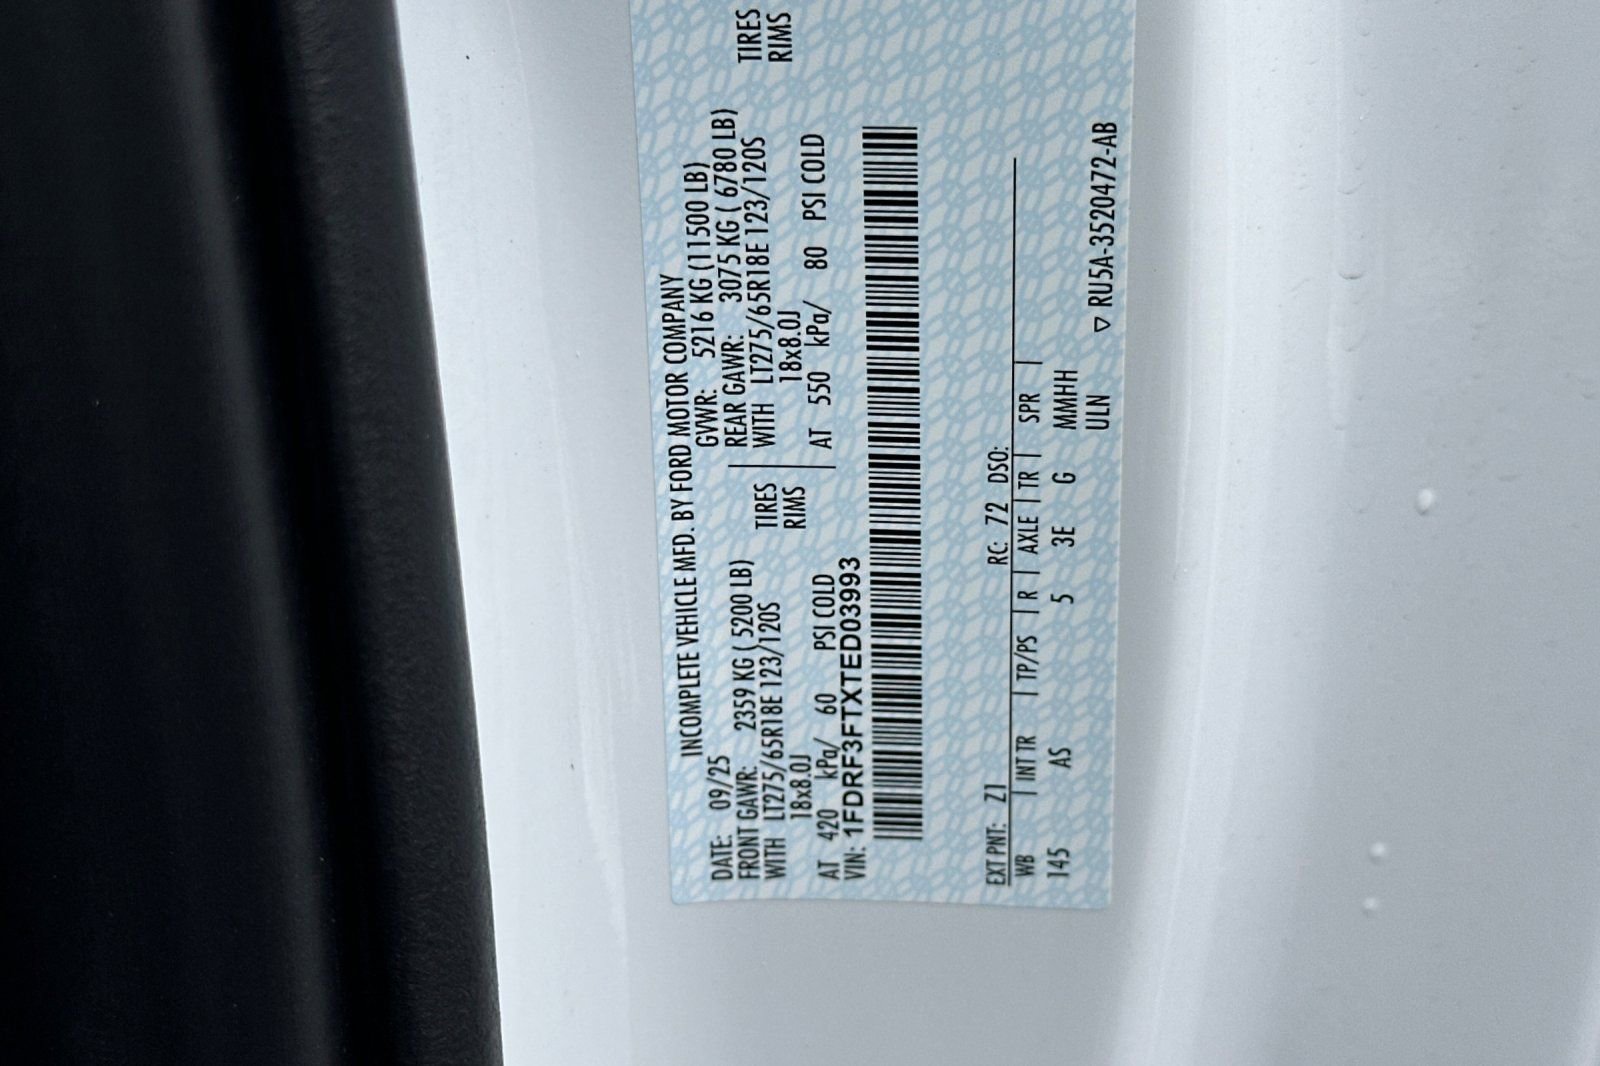 INCOMPLETE VEHICLE MFD. BY FORD MOTOR COMPANY
DATE: 09/25 GVWR: 5216 KG (11500 LB)
FRONT GAWR: 2359 KG ( 5200 LB) REAR GAWR: 3075 KG ( 6780 LB)
WITH LT275/65R18E 123/120S TIRES WITH LT275/65R18E 123/120S TIRES
18x8.0J RIMS 18x8.0J RIMS
AT 420 kPa/ 60 PSI COLD AT 550 kPa/ 80 PSI COLD
VIN: 1FDRF3FTXTED03993
EXT PNT: Z1 RC: 72 DSO:
WB | INT TR | TP/PS | R | AXLE | TR | SPR |
145 AS 5 3E G MMHH
ULN ▽ RU5A-3520472-AB